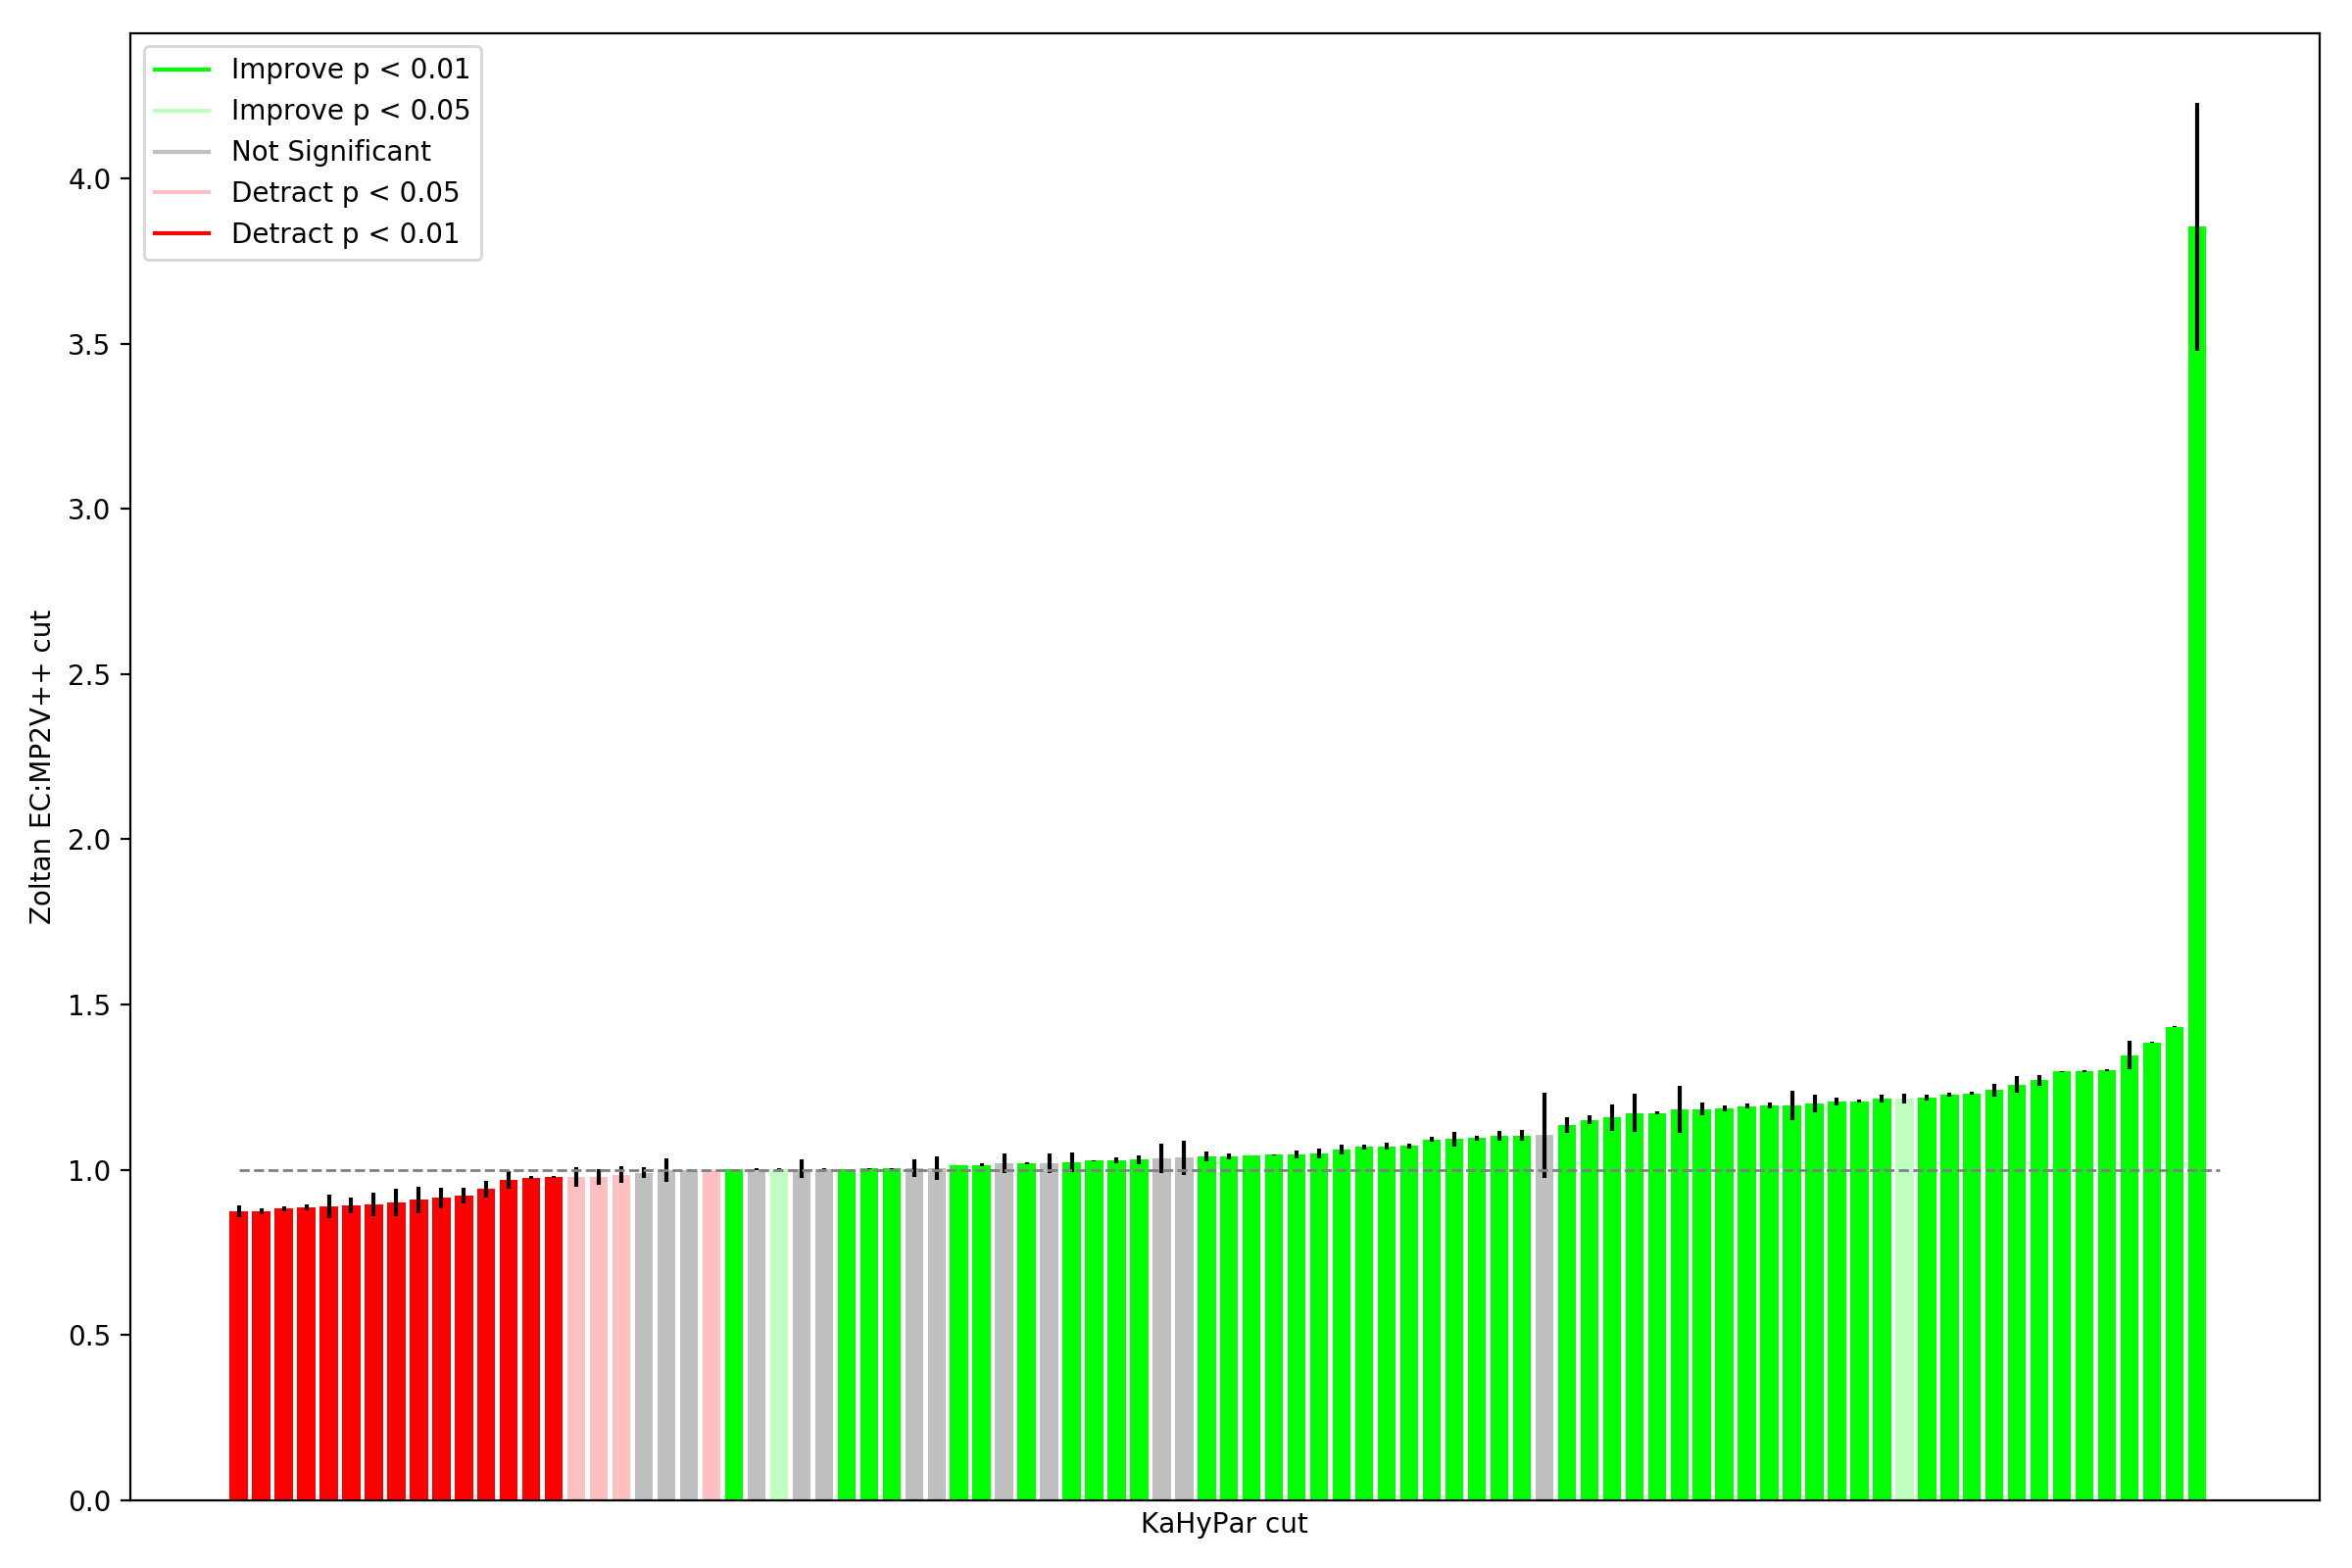 Improve p < 0.01
Improve p < 0.05
Not Significant
Detract p < 0.05
Detract p < 0.01
4.0
3.5
3.0
2.5
2.0
1.5
1.0
0.5
0.0
Zoltan EC:MP2V++ cut
KaHyPar cut